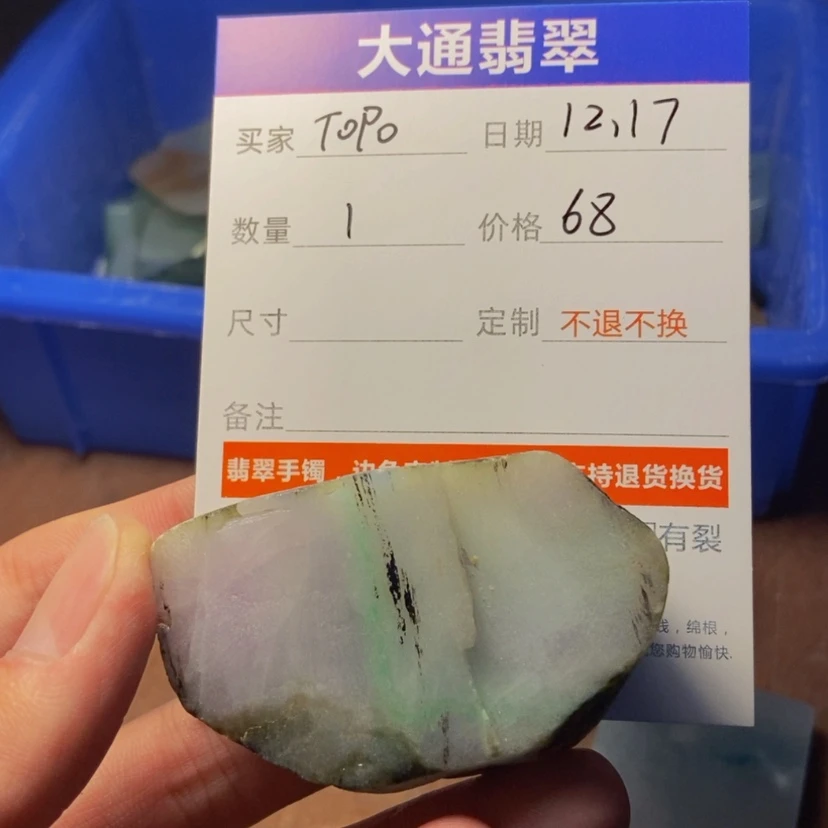 大通翡翠
买家 TOPO 日期 12,17
数量 1 价格 68
尺寸 定制 不退不换
备注
翡翠手镯 持退货换货
有裂
，绵根，
您购物愉快.